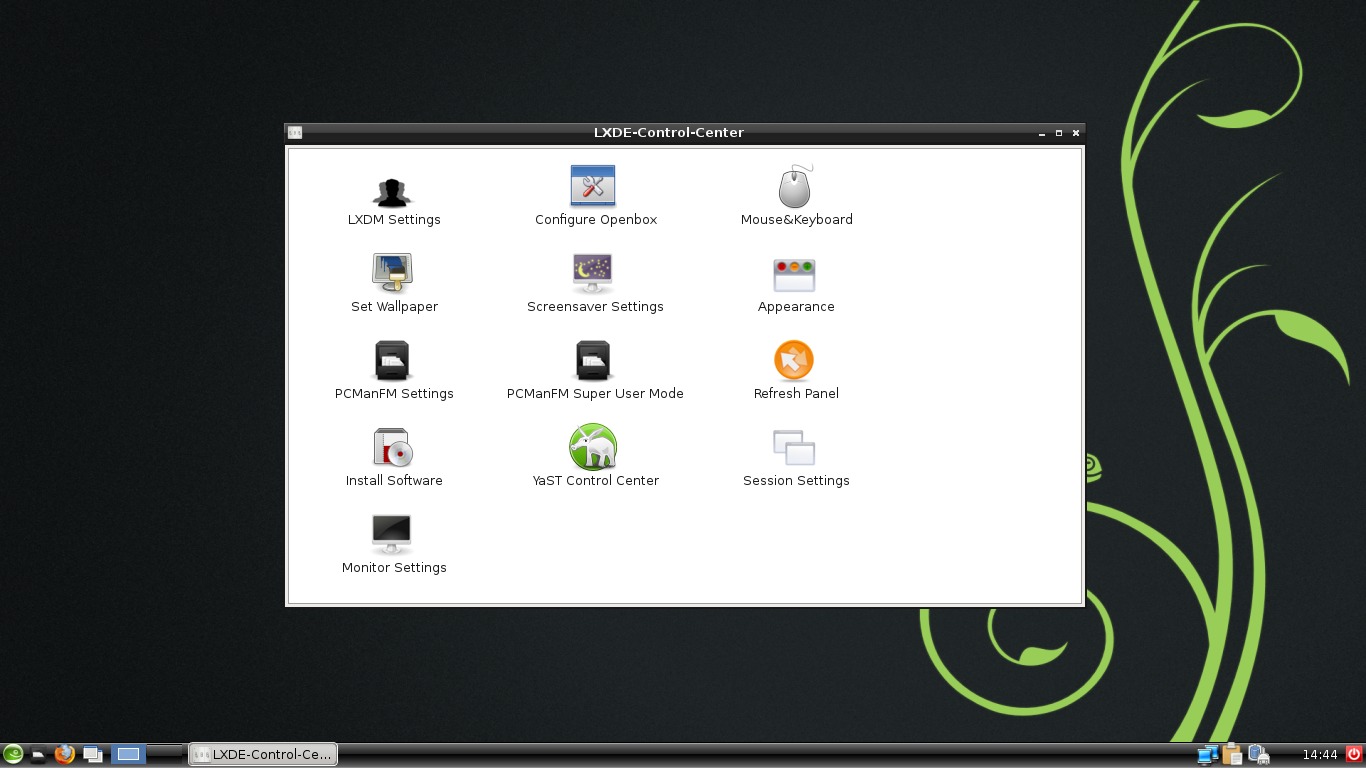 LXDE-Control-Center
LXDM Settings
Configure Openbox
Mouse&Keyboard
Set Wallpaper
Screensaver Settings
Appearance
PCManFM Settings
PCManFM Super User Mode
Refresh Panel
Install Software
YaST Control Center
Session Settings
Monitor Settings
LXDE-Control-Ce...
14:44